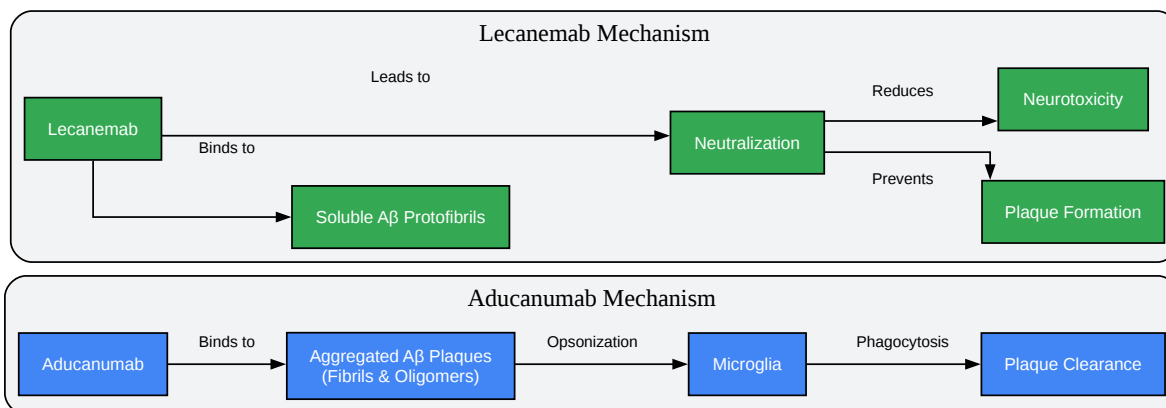 Lecanemab Mechanism
Leads to
Reduces
Neurotoxicity
Lecanemab
Binds to
Neutralization
Prevents
Soluble Aβ Protofibrils
Plaque Formation
Aducanumab Mechanism
Aducanumab
Binds to
Aggregated Aβ Plaques
(Fibrils & Oligomers)
Opsonization
Microglia
Phagocytosis
Plaque Clearance